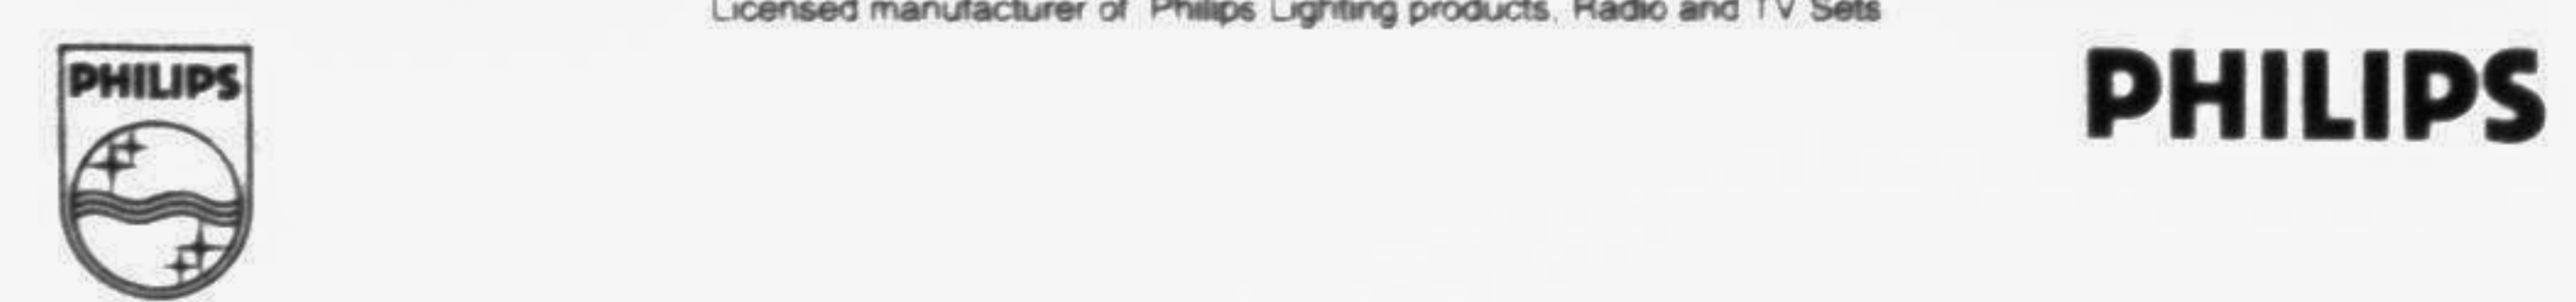 Licensed manufacturer of Philips Lighting products, Radio and TV Sets
PHILIPS
PHILIPS